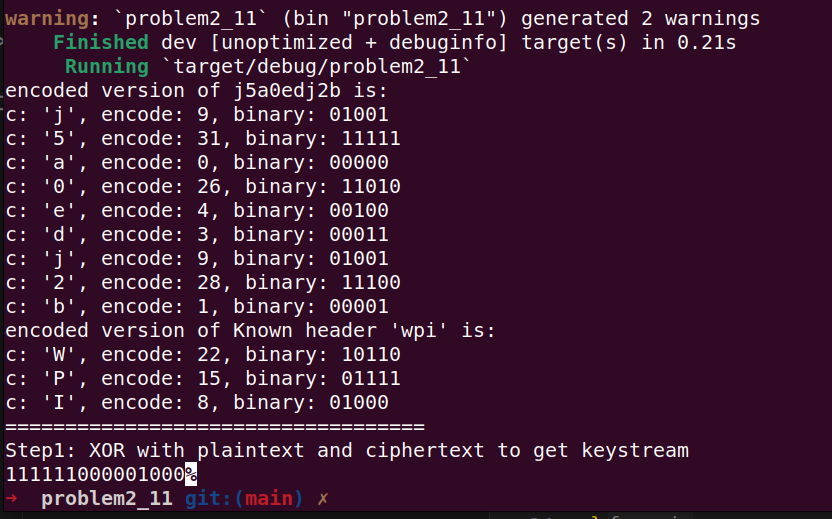 warning: `problem2_11` (bin "problem2_11") generated 2 warnings
    Finished dev [unoptimized + debuginfo] target(s) in 0.21s
     Running `target/debug/problem2_11`
encoded version of j5a0edj2b is:
c: 'j', encode: 9, binary: 01001
c: '5', encode: 31, binary: 11111
c: 'a', encode: 0, binary: 00000
c: '0', encode: 26, binary: 11010
c: 'e', encode: 4, binary: 00100
c: 'd', encode: 3, binary: 00011
c: 'j', encode: 9, binary: 01001
c: '2', encode: 28, binary: 11100
c: 'b', encode: 1, binary: 00001
encoded version of Known header 'wpi' is:
c: 'W', encode: 22, binary: 10110
c: 'P', encode: 15, binary: 01111
c: 'I', encode: 8, binary: 01000
===================================
Step1: XOR with plaintext and ciphertext to get keystream
111111000001000%
➜  problem2_11 git:(main) ✗